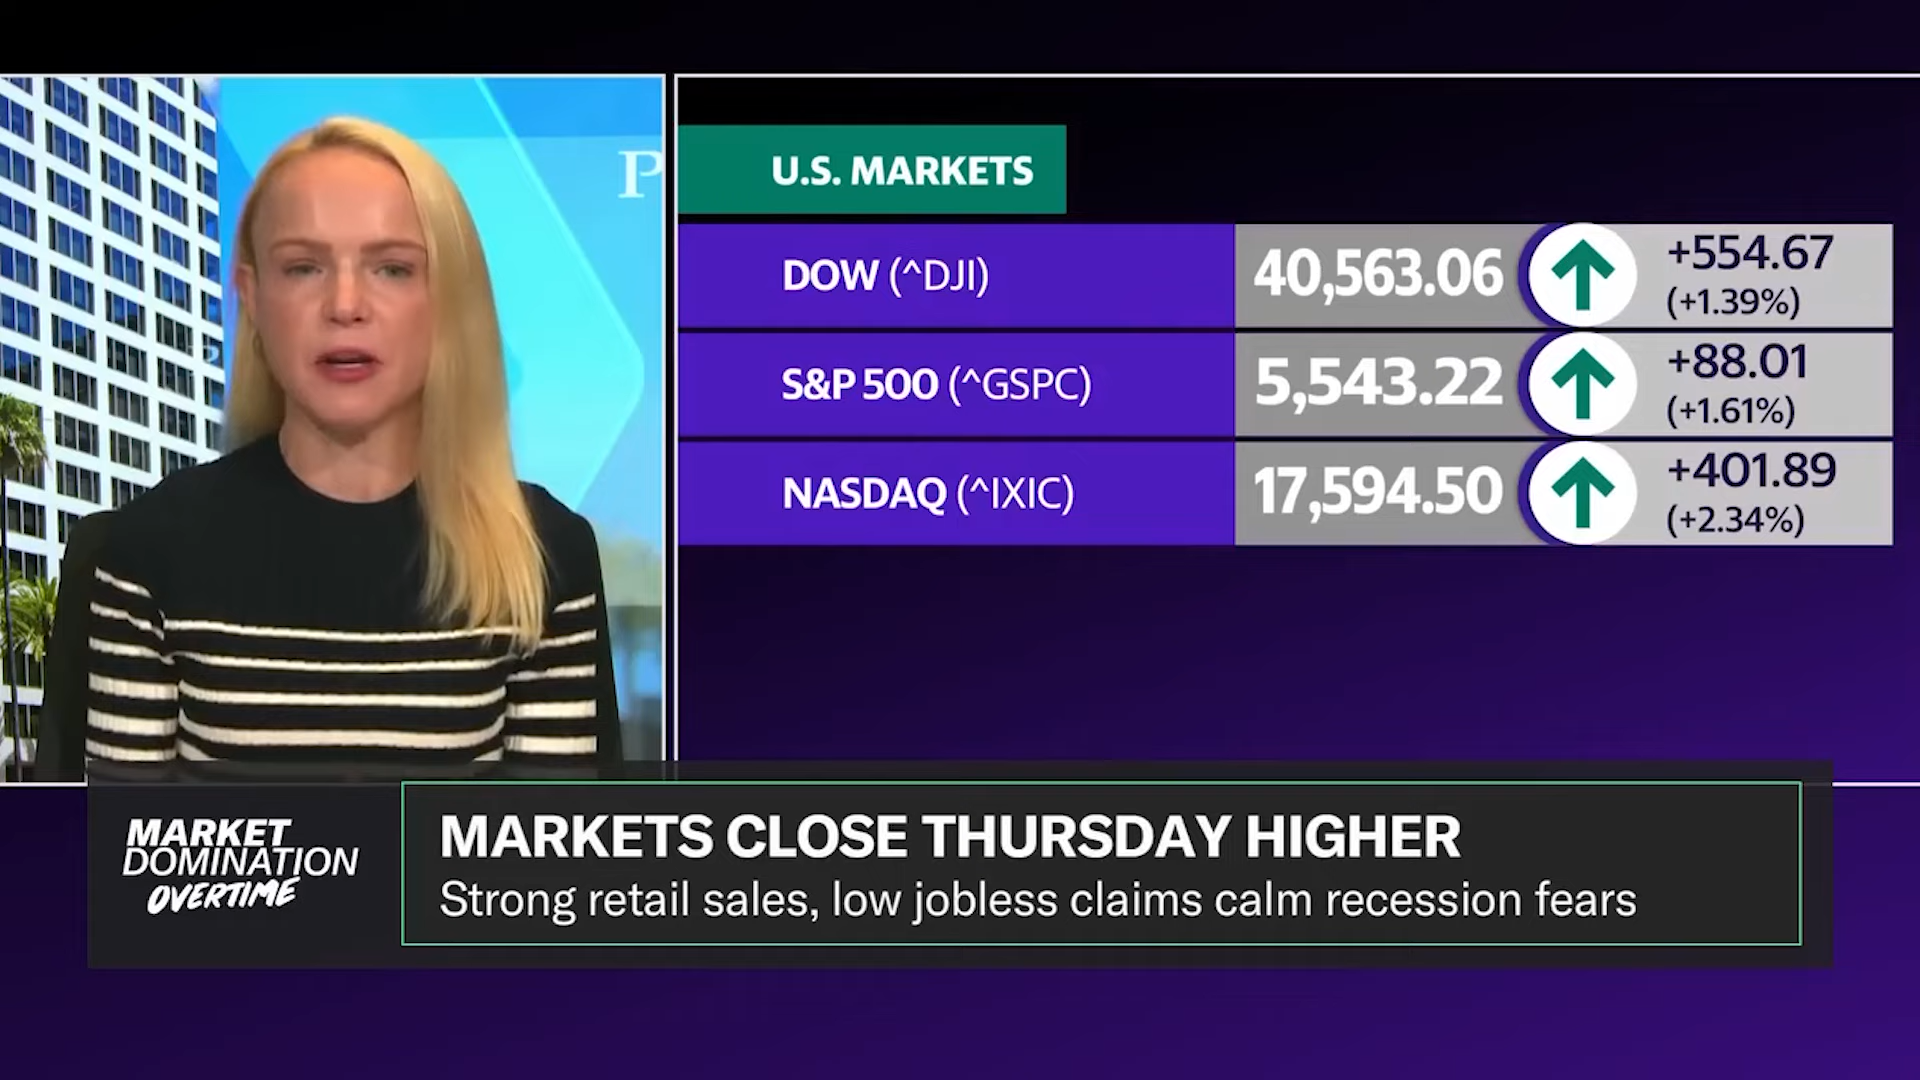 P
U.S. MARKETS
DOW (^DJI) 40,563.06 +554.67 (+1.39%)
S&P 500 (^GSPC) 5,543.22 +88.01 (+1.61%)
NASDAQ (^IXIC) 17,594.50 +401.89 (+2.34%)
MARKET
DOMINATION
OVERTIME
MARKETS CLOSE THURSDAY HIGHER
Strong retail sales, low jobless claims calm recession fears